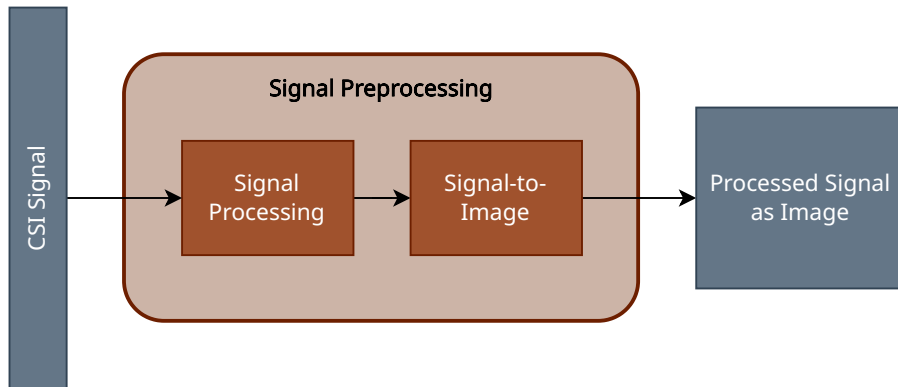 CSI Signal
Signal Preprocessing
Signal
Processing
Signal-to-
Image
Processed Signal
as Image